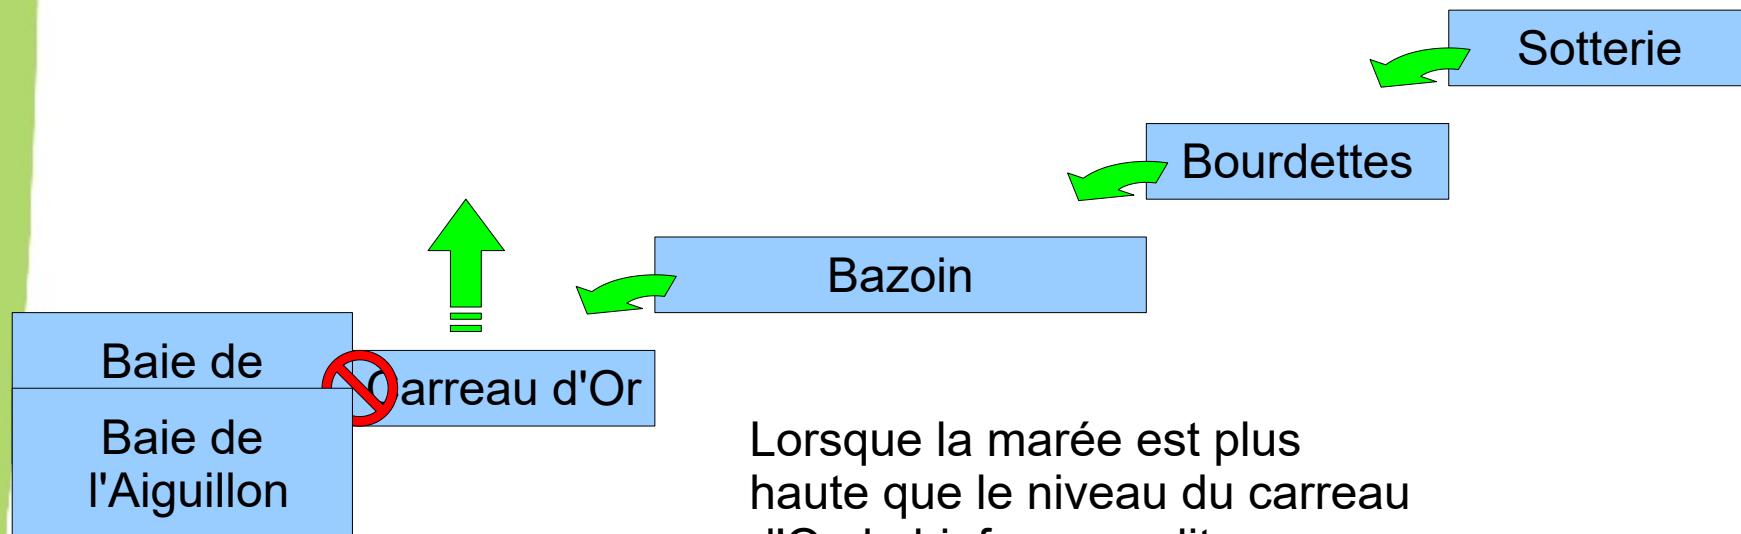 Sotterie
Bourdettes
Bazoin
Baie de
Carreau d'Or
Baie de
l'Aiguillon
Lorsque la marée est plus
haute que le niveau du carreau